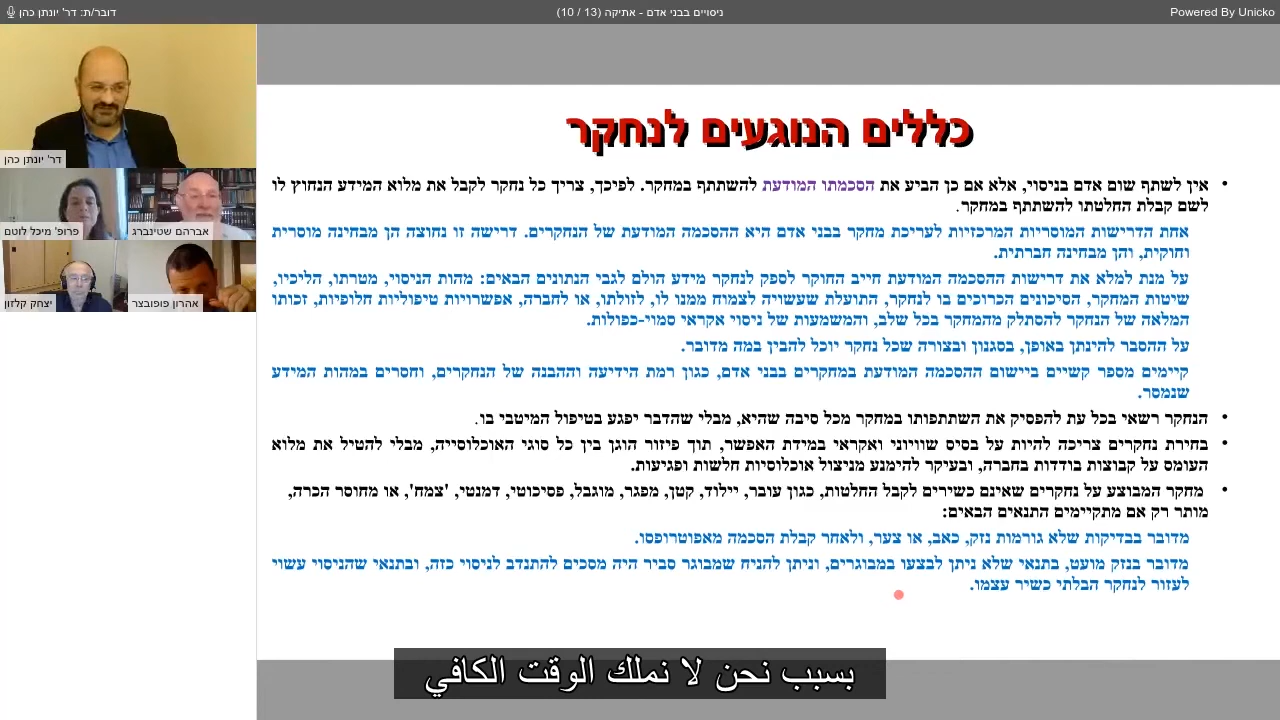 דובר/ת: דר' יונתן כהן
ניסויים בבני אדם - אתיקה (13 / 10)
Powered By Unicko
דר' יונתן כהן
פרופ' מיכל לוטם
אברהם שטינברג
יצחק קלזון
אהרון פופובצר
כללים הנוגעים לנחקר
• אין לשתף שום אדם בניסוי, אלא אם כן הביע את הסכמתו המודעת להשתתף במחקר. לפיכך, צריך כל נחקר לקבל את מלוא המידע הנחוץ לו
לשם קבלת החלטתו להשתתף במחקר.
אחת הדרישות המוסריות המרכזיות לעריכת מחקר בבני אדם היא ההסכמה המודעת של הנחקרים. דרישה זו נחוצה הן מבחינה מוסרית
וחוקית, והן מבחינה חברתית.
על מנת למלא את דרישות ההסכמה המודעת חייב החוקר לספק לנחקר מידע הולם לגבי הנתונים הבאים: מהות הניסוי, מטרתו, הליכיו,
שיטות המחקר, הסיכונים הכרוכים בו לנחקר, התועלת שעשויה לצמוח ממנו לו, לזולתו, או לחברה, אפשרויות טיפוליות חלופיות, זכותו
המלאה של הנחקר להסתלק מהמחקר בכל שלב, והמשמעות של ניסוי אקראי סמוי-כפולות.
על ההסבר להינתן באופן, בסגנון ובצורה שכל נחקר יוכל להבין במה מדובר.
קיימים מספר קשיים ביישום ההסכמה המודעת במחקרים בבני אדם, כגון רמת הידיעה וההבנה של הנחקרים, וחסרים במהות המידע
שנמסר.
• הנחקר רשאי בכל עת להפסיק את השתתפותו במחקר מכל סיבה שהיא, מבלי שהדבר יפגע בטיפול המיטבי בו.
• בחירת נחקרים צריכה להיות על בסיס שוויוני ואקראי במידת האפשר, תוך פיזור הוגן בין כל סוגי האוכלוסייה, מבלי להטיל את מלוא
העומס על קבוצות בודדות בחברה, ובעיקר להימנע מניצול אוכלוסיות חלשות ופגיעות.
• מחקר המבוצע על נחקרים שאינם כשירים לקבל החלטות, כגון עובר, יילוד, קטן, מפגר, מוגבל, פסיכוטי, דמנטי, 'צמח', או מחוסר הכרה,
מותר רק אם מתקיימים התנאים הבאים:
מדובר בבדיקות שלא גורמות נזק, כאב, או צער, ולאחר קבלת הסכמה מאפוטרופסו.
מדובר בנזק מועט, בתנאי שלא ניתן לבצעו במבוגרים, וניתן להניח שמבוגר סביר היה מסכים להתנדב לניסוי כזה, ובתנאי שהניסוי עשוי
לעזור לנחקר הבלתי כשיר עצמו.
بسبب نحن لا نملك الوقت الكافي